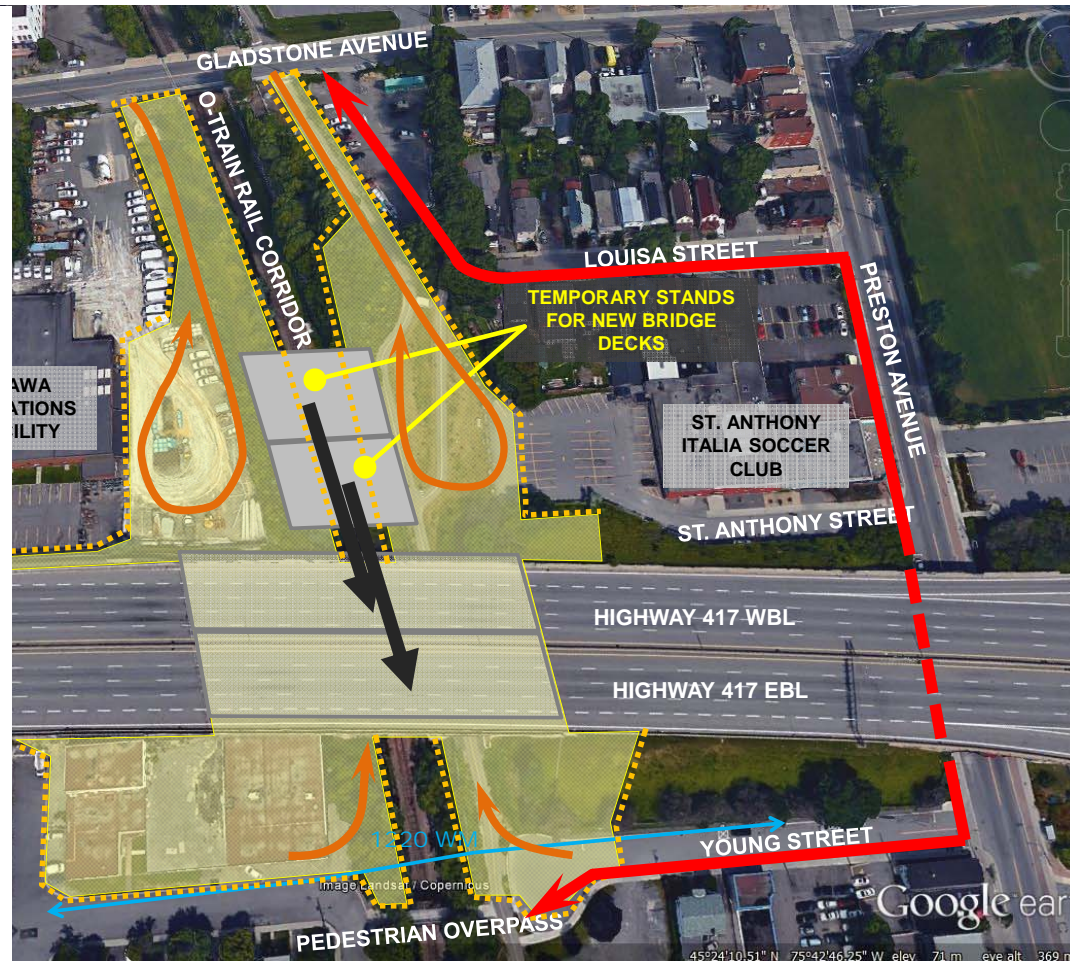 GLADSTONE AVENUE
O-TRAIN RAIL CORRIDOR
LOUISA STREET
TEMPORARY STANDS
FOR NEW BRIDGE
DECKS
PRESTON AVENUE
AWA
ATIONS
ILITY
ST. ANTHONY
ITALIA SOCCER
CLUB
ST. ANTHONY STREET
HIGHWAY 417 WBL
HIGHWAY 417 EBL
1220 WM
YOUNG STREET
Image Landsat / Copernicus
PEDESTRIAN OVERPASS
Google ear
45°24'10.51" N 75°42'46.25" W elev 71 m eye alt 369 m